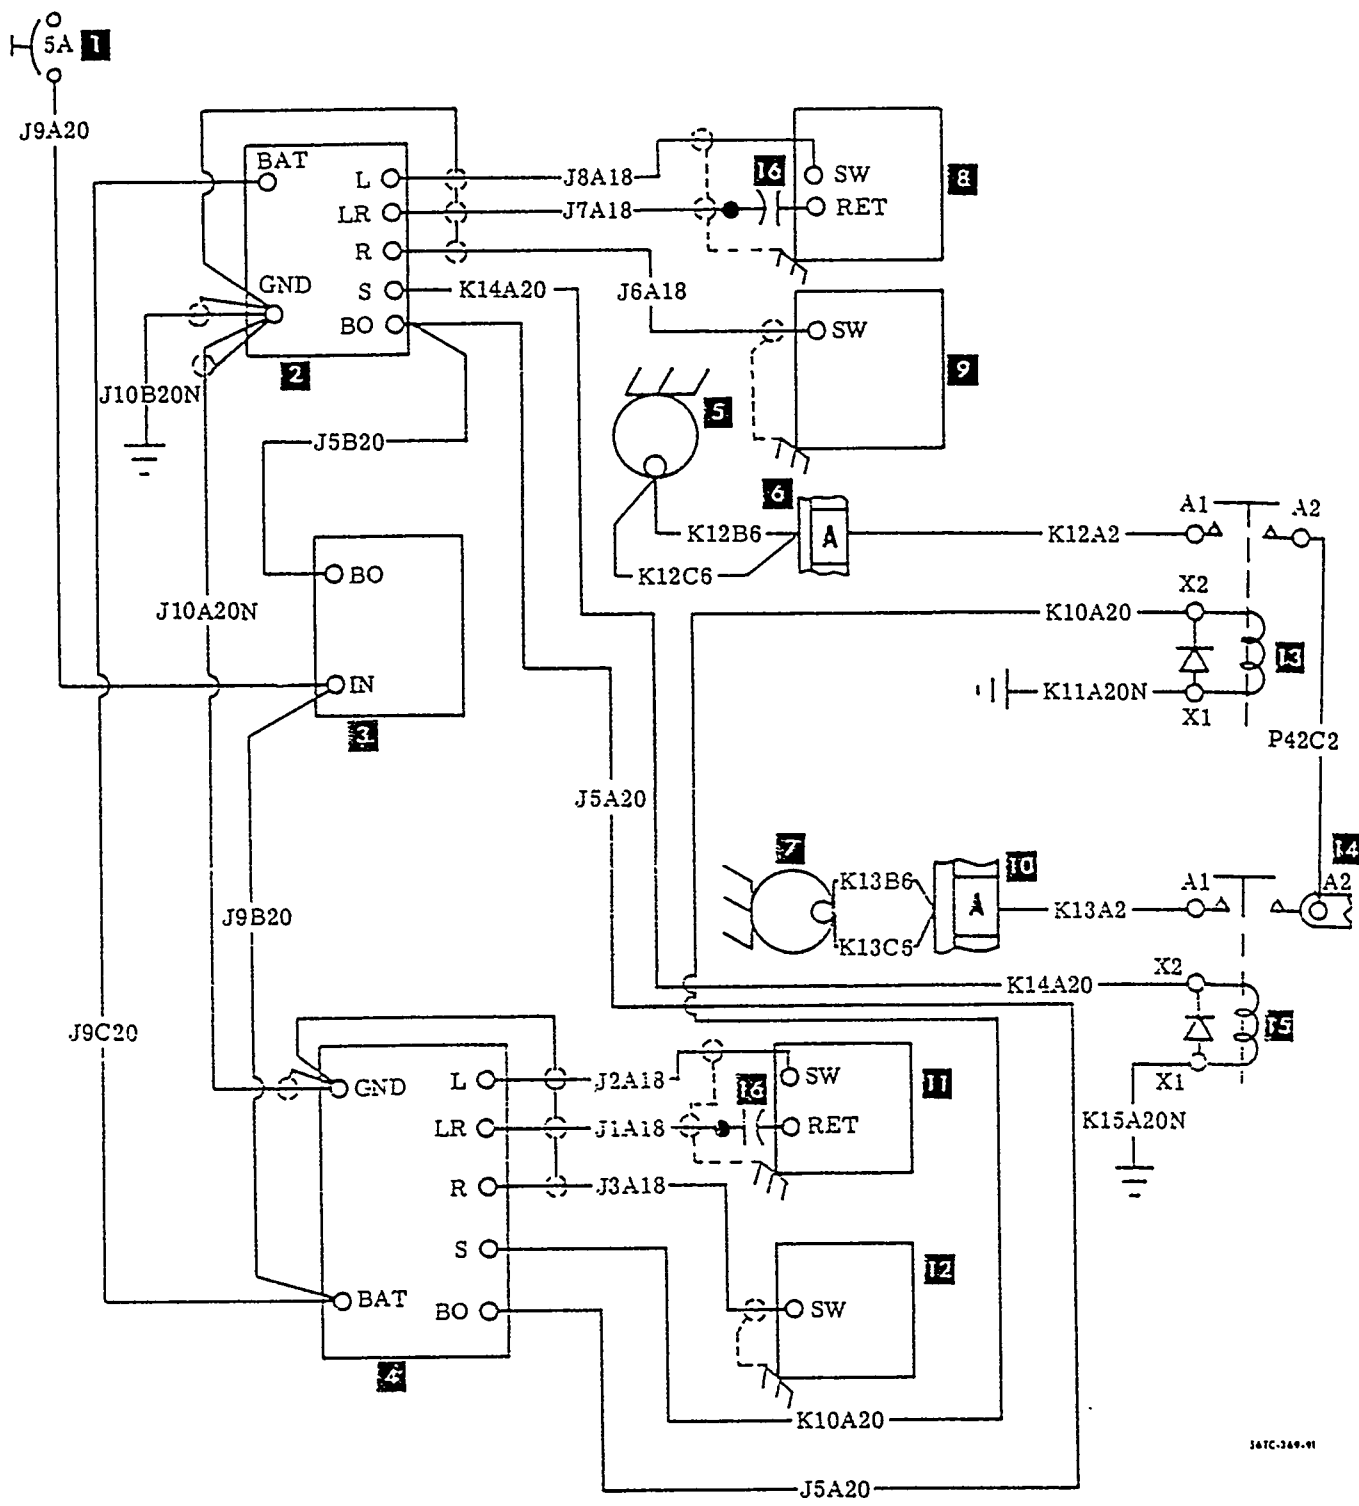 5A 1
J9A20
BAT
L
J8A18
16
SW
8
LR
J7A18
RET
R
GND
S
K14A20
J6A18
BO
SW
9
2
J10B20N
5
J5B20
6
A1
A2
K12B6
A
K12A2
BO
K12C6
X2
J10A20N
K10A20
13
IN
K11A20N
X1
3
P42C2
J5A20
7
14
10
K13B6
A1
A2
J9B20
A
K13A2
K13C6
X2
K14A20
J9C20
15
L
J2A18
16
SW
11
X1
GND
LR
J1A18
RET
K15A20N
R
J3A18
S
12
BAT
BO
SW
4
K10A20
36TC-369-91
J5A20